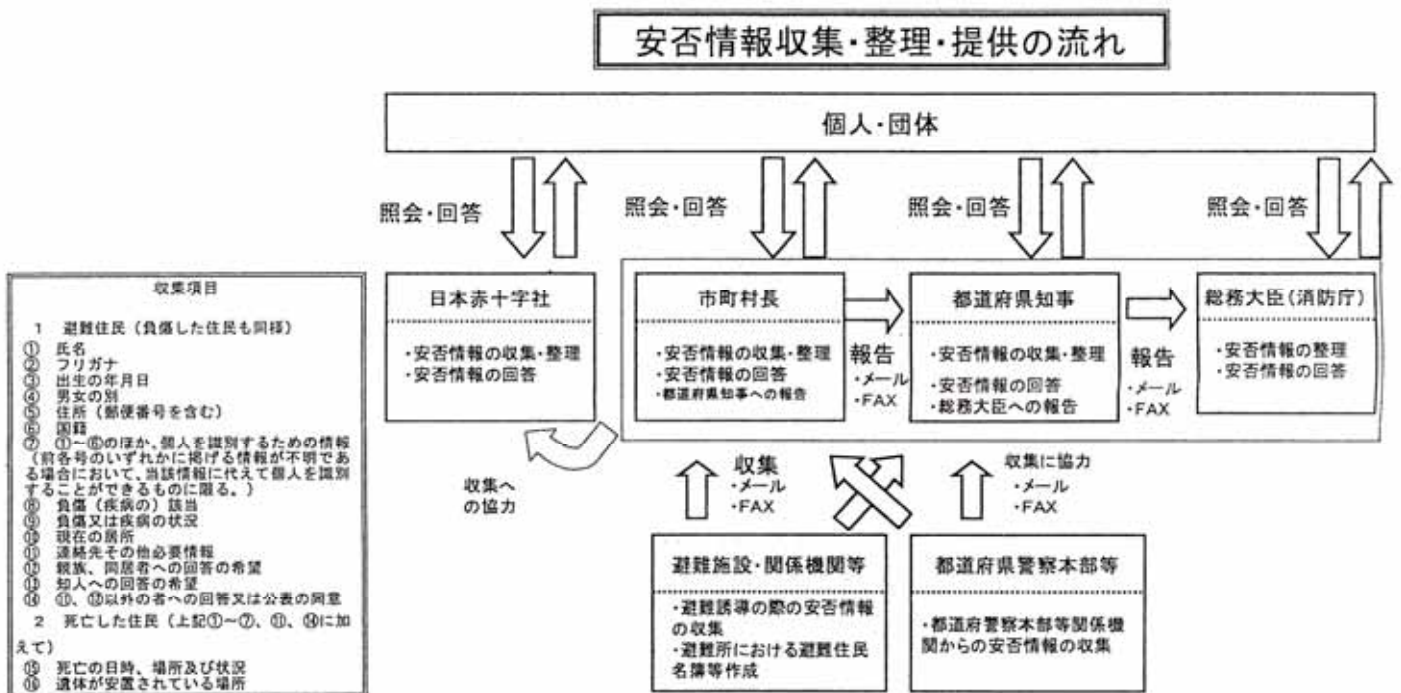 安否情報収集・整理・提供の流れ
個人・団体
照会・回答
照会・回答
照会・回答
照会・回答
収集項目
1 避難住民（負傷した住民も同様）
① 氏名
② フリガナ
③ 出生の年月日
④ 男女の別
⑤ 住所（郵便番号を含む）
⑥ 国籍
⑦ ①～⑥のほか、個人を識別するための情報
（前各号のいずれかに掲げる情報が不明であ
る場合において、当該情報に代えて個人を識別
することができるものに限る。）
⑧ 負傷（疾病の）該当
⑨ 負傷又は疾病の状況
⑩ 現在の居所
⑪ 連絡先その他必要情報
⑫ 親族、同居者への回答の希望
⑬ 知人への回答の希望
⑭ ⑪、⑬以外の者への回答又は公表の同意
2 死亡した住民（上記①～⑦、⑪、⑭に加
えて）
⑮ 死亡の日時、場所及び状況
⑯ 遺体が安置されている場所
日本赤十字社
・安否情報の収集・整理
・安否情報の回答
市町村長
・安否情報の収集・整理
・安否情報の回答
・都道府県知事への報告
報告
・メール
・FAX
都道府県知事
・安否情報の収集・整理
・安否情報の回答
・総務大臣への報告
報告
・メール
・FAX
総務大臣(消防庁)
・安否情報の整理
・安否情報の回答
収集へ
の協力
収集
・メール
・FAX
収集に協力
・メール
・FAX
避難施設・関係機関等
・避難誘導の際の安否情報
の収集
・避難所における避難住民
名簿等作成
都道府県警察本部等
・都道府警察本部等関係機
関からの安否情報の収集